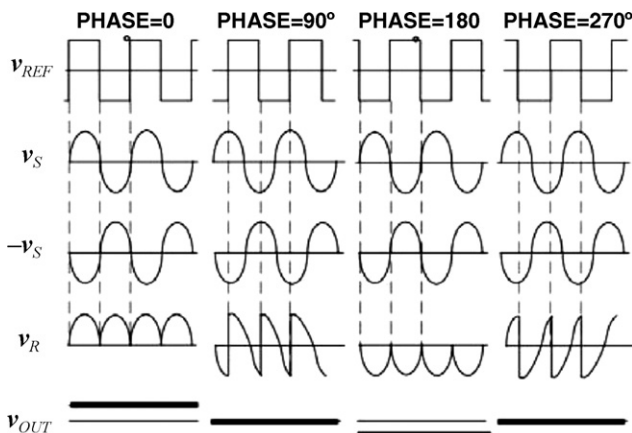 PHASE=0 PHASE=90º PHASE=180 PHASE=270º
vREF
vS
−vS
vR
vOUT